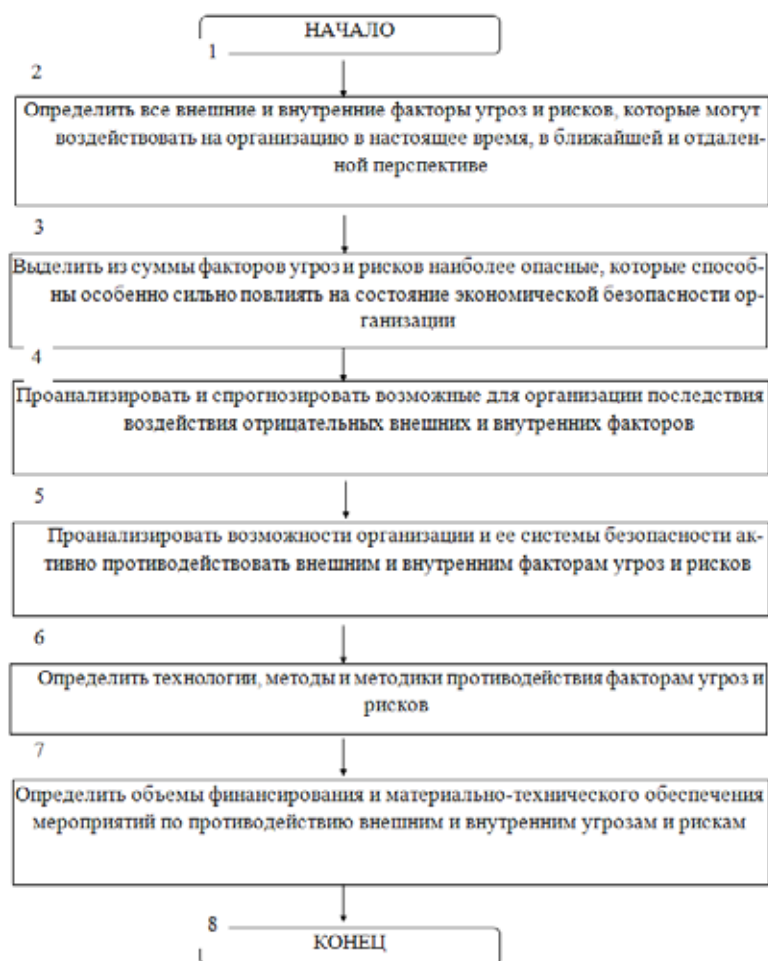 НАЧАЛО
1
2
Определить все внешние и внутренние факторы угроз и рисков, которые могут
воздействовать на организацию в настоящее время, в ближайшей и отдален-
ной перспективе
3
Выделить из суммы факторов угроз и рисков наиболее опасные, которые способ-
ны особенно сильно повлиять на состояние экономической безопасности ор-
ганизации
4
Проанализировать и спрогнозировать возможные для организации последствия
воздействия отрицательных внешних и внутренних факторов
5
Проанализировать возможности организации и ее системы безопасности ак-
тивно противодействовать внешним и внутренним факторам угроз и рисков
6
Определить технологии, методы и методики противодействия факторам угроз и
рисков
7
Определить объемы финансирования и материально-технического обеспечения
мероприятий по противодействию внешним и внутренним угрозам и рискам
8
КОНЕЦ